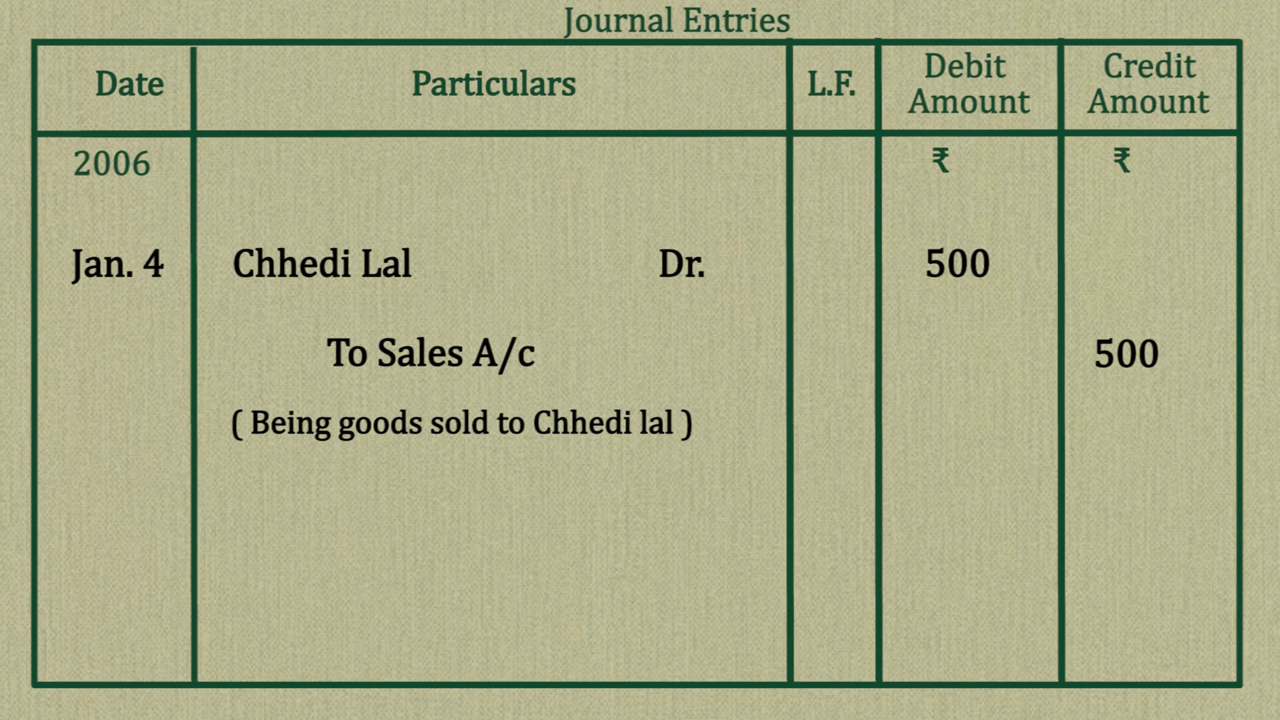 Journal Entries
Date Particulars L.F. Debit Amount Credit Amount
2006 ₹ ₹
Jan. 4 Chhedi Lal Dr. 500
To Sales A/c 500
( Being goods sold to Chhedi lal )